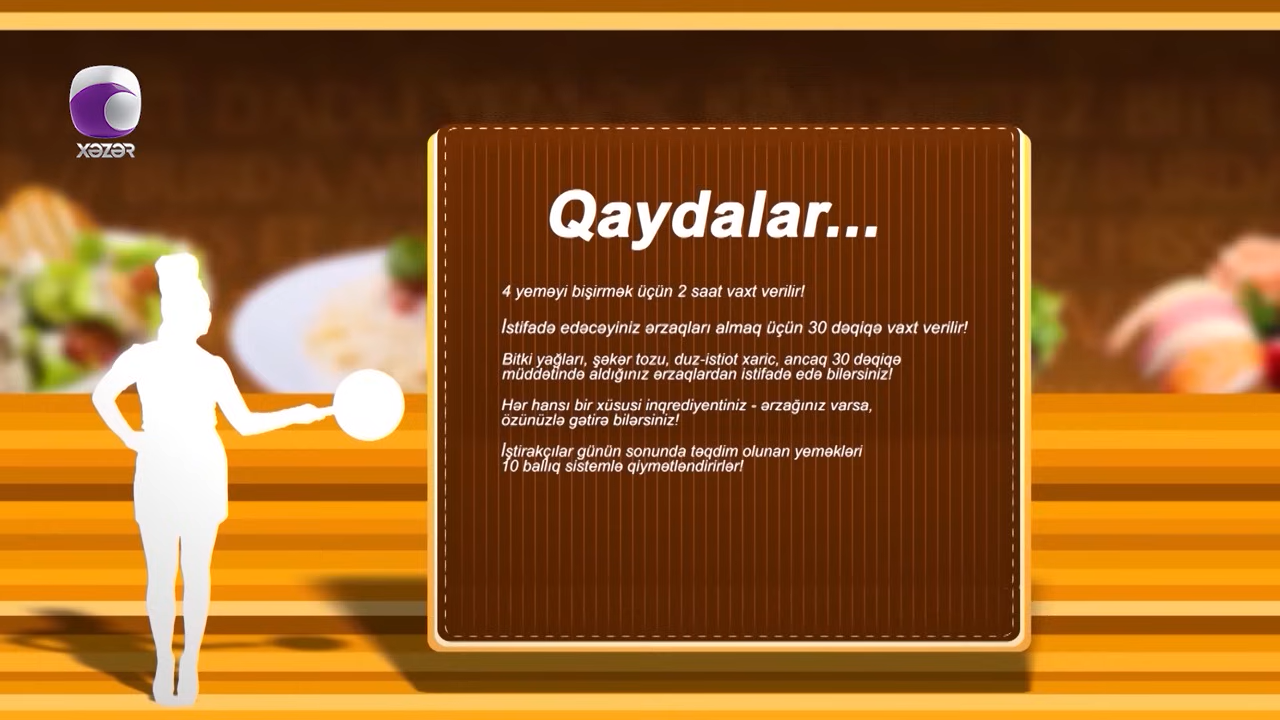 XƏZƏR
Qaydalar...
4 yeməyi bişirmək üçün 2 saat vaxt verilir!
İstifadə edəcəyiniz ərzaqları almaq üçün 30 dəqiqə vaxt verilir!
Bitki yağları, şəkər tozu, duz-istiot xaric, ancaq 30 dəqiqə
müddətində aldığınız ərzaqlardan istifadə edə bilərsiniz!
Hər hansı bir xüsusi inqrediyentiniz - ərzağınız varsa,
özünüzlə gətirə bilərsiniz!
İştirakçılar günün sonunda təqdim olunan yeməkləri
10 ballıq sistemlə qiymətləndirirlər!